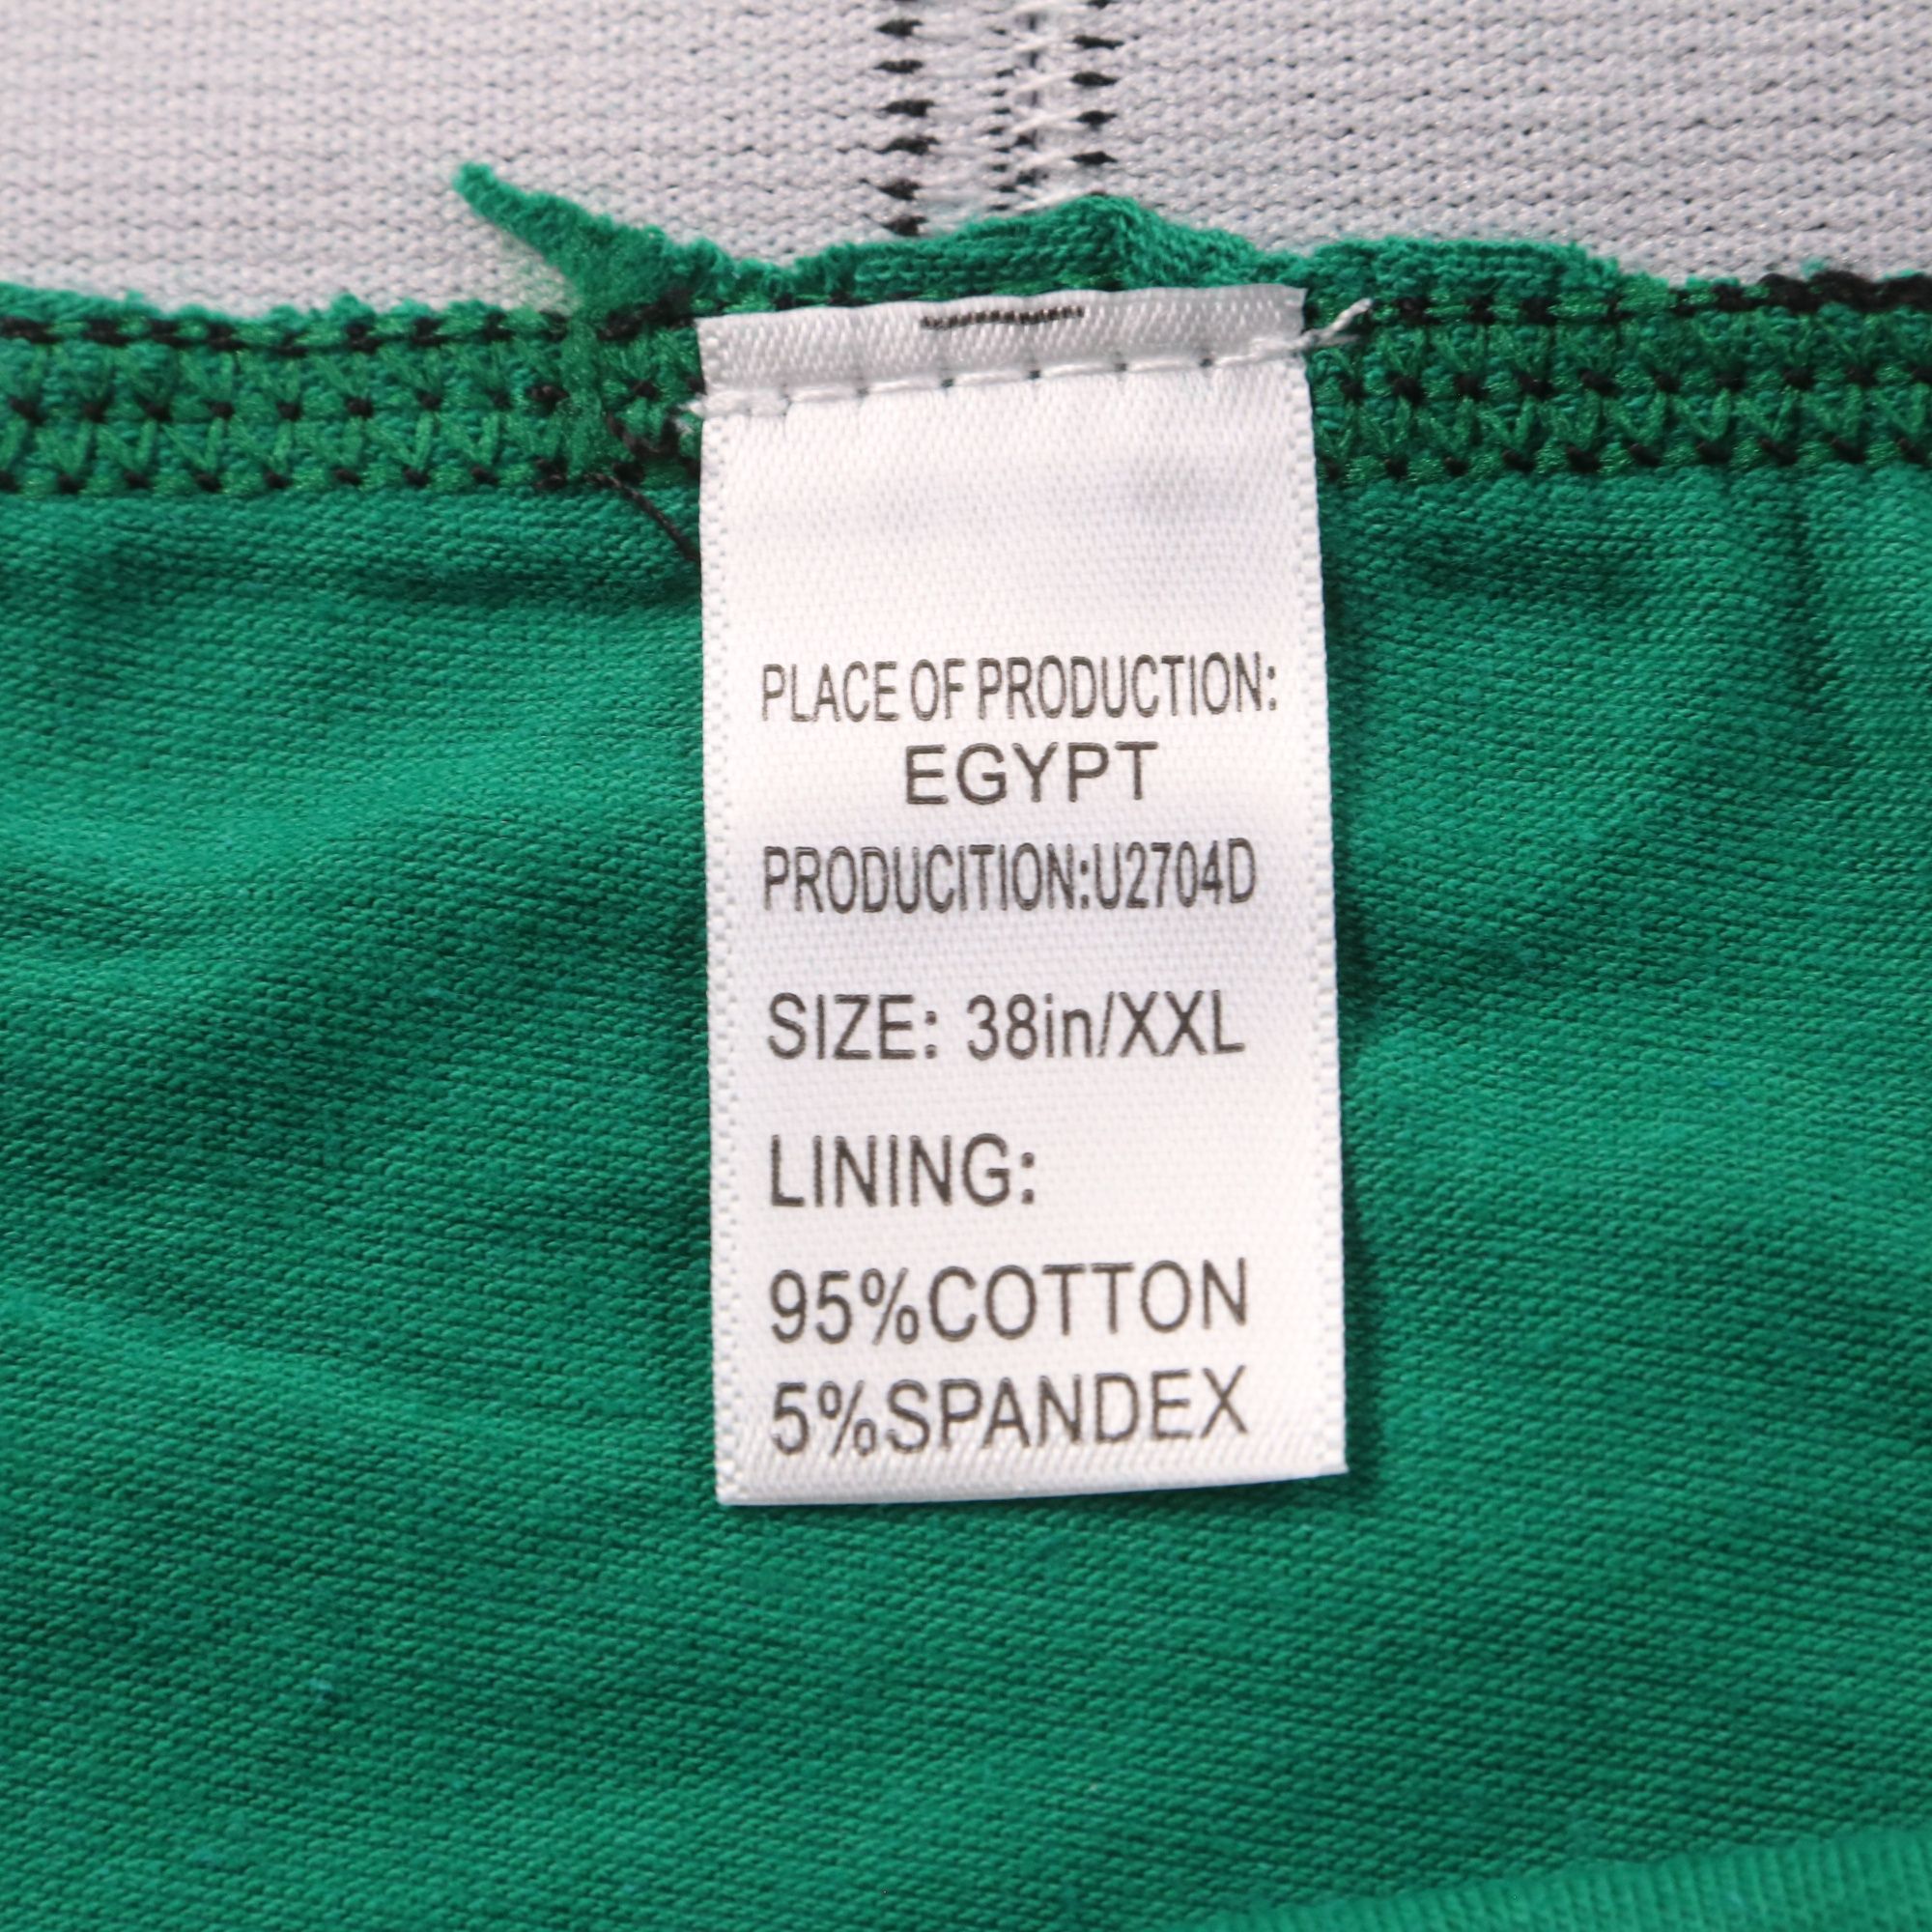 PLACE OF PRODUCTION:
EGYPT
PRODUCITION:U2704D
SIZE: 38in/XXL
LINING:
95%COTTON
5%SPANDEX